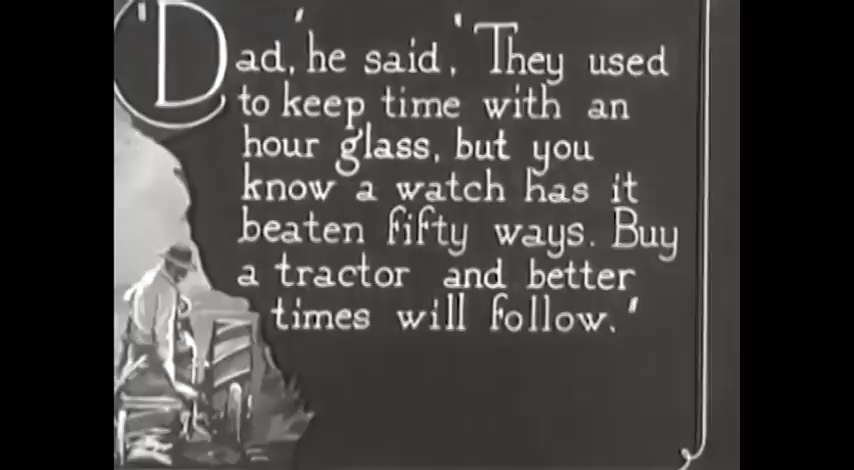 'Dad,' he said, 'They used
to keep time with an
hour glass, but you
know a watch has it
beaten fifty ways. Buy
a tractor and better
times will follow.'